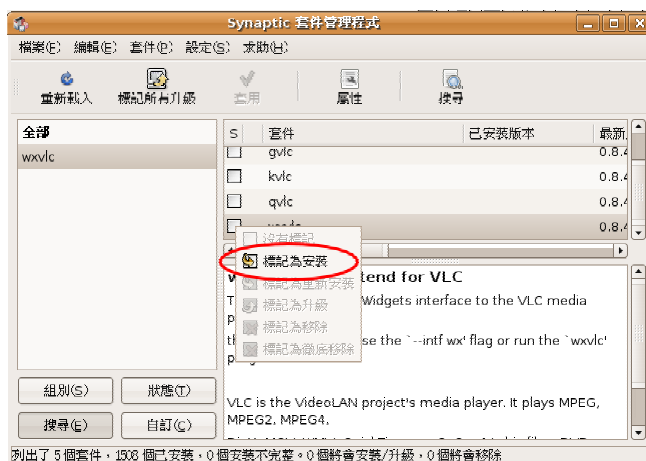 Synaptic 套件管理程式
檔案(F) 編輯(E) 套件(P) 設定(S) 求助(H)
重新載入 標記所有升級 套用 屬性 搜尋
全部
wxvlc
S 套件 已安裝版本 最新
gvlc 0.8.4
kvlc 0.8.4
qvlc 0.8.4
0.8.4
沒有標記
標記為安裝
標記為重新安裝
標記為升級
標記為移除
標記為徹底移除
tend for VLC
Widgets interface to the VLC media
se the `--intf wx' flag or run the `wxvlc'
VLC is the VideoLAN project's media player. It plays MPEG,
MPEG2, MPEG4,
組別(S) 狀態(T)
搜尋(E) 自訂(C)
列出了 5 個套件，1508 個已安裝，0 個安裝不完整。0 個將會安裝/升級，0 個將會移除